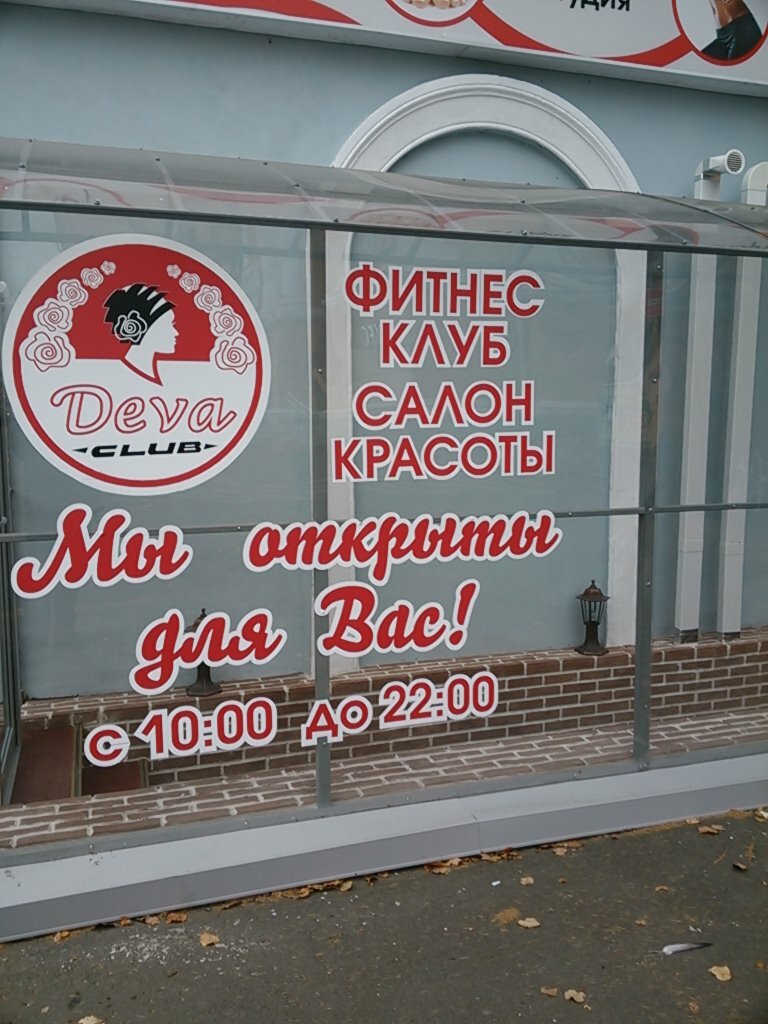 Deva
CLUB
ФИТНЕС
КЛУБ
САЛОН
КРАСОТЫ
Мы открыты
для Вас!
с 10:00 до 22:00